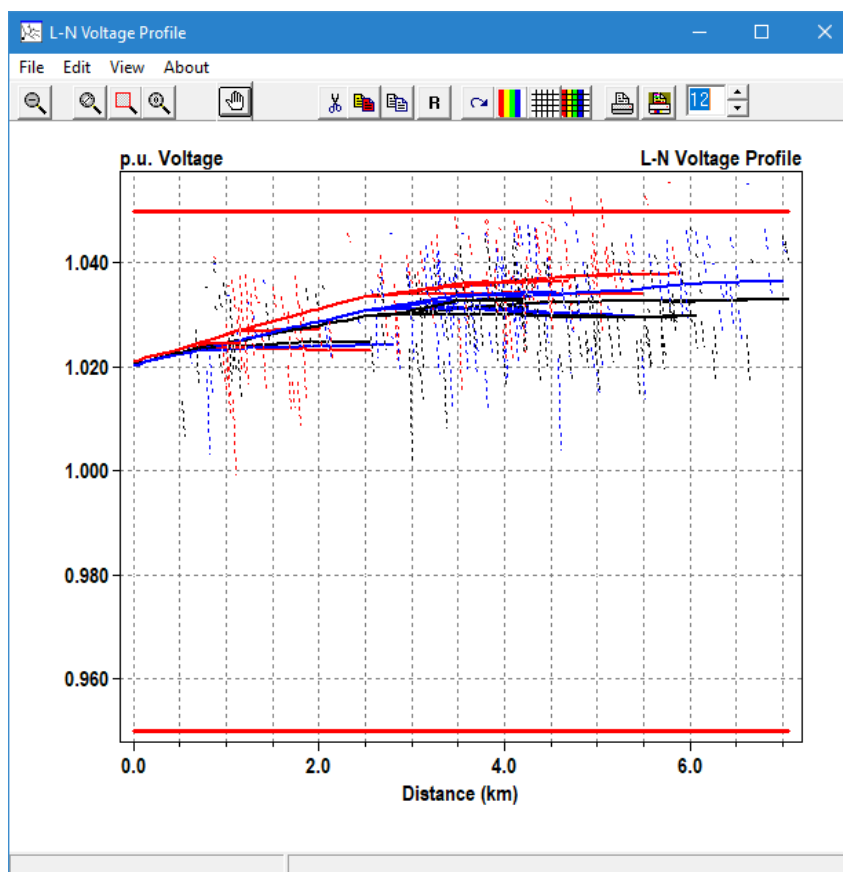 L-N Voltage Profile
File Edit View About
R 12
p.u. Voltage L-N Voltage Profile
1.040
1.020
1.000
0.980
0.960
0.0 2.0 4.0 6.0
Distance (km)